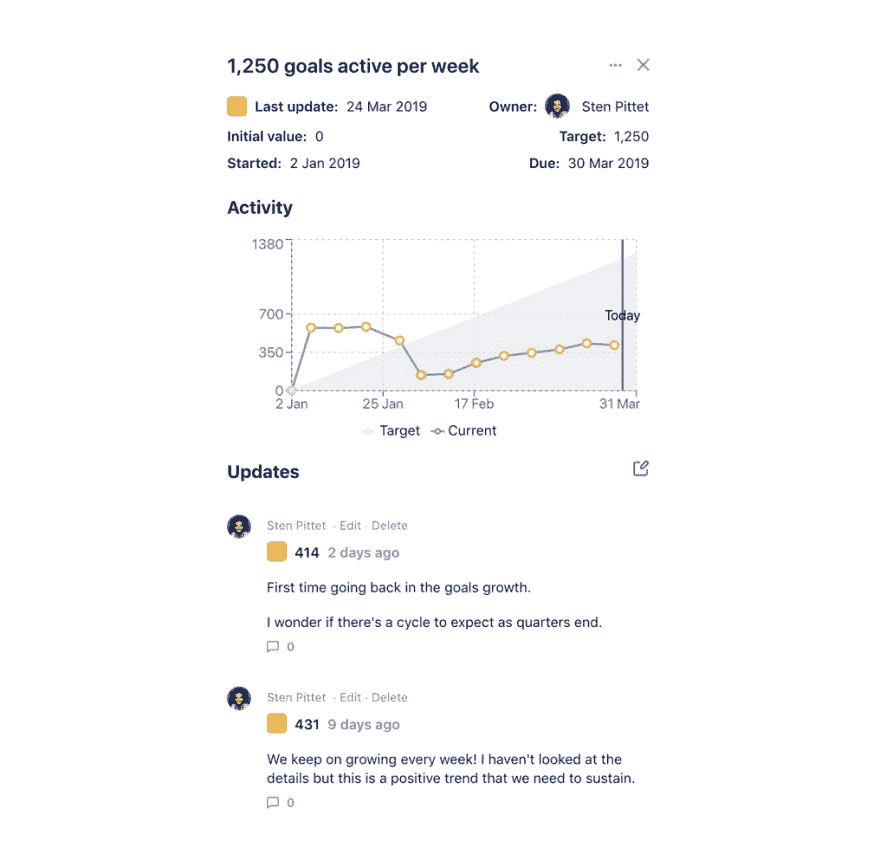 1,250 goals active per week
Last update: 24 Mar 2019 Owner: Sten Pittet
Initial value: 0 Target: 1,250
Started: 2 Jan 2019 Due: 30 Mar 2019
Activity
1380
700
Today
350
0
2 Jan 25 Jan 17 Feb 31 Mar
Target Current
Updates
Sten Pittet · Edit · Delete
414 2 days ago
First time going back in the goals growth.
I wonder if there's a cycle to expect as quarters end.
0
Sten Pittet · Edit · Delete
431 9 days ago
We keep on growing every week! I haven't looked at the
details but this is a positive trend that we need to sustain.
0